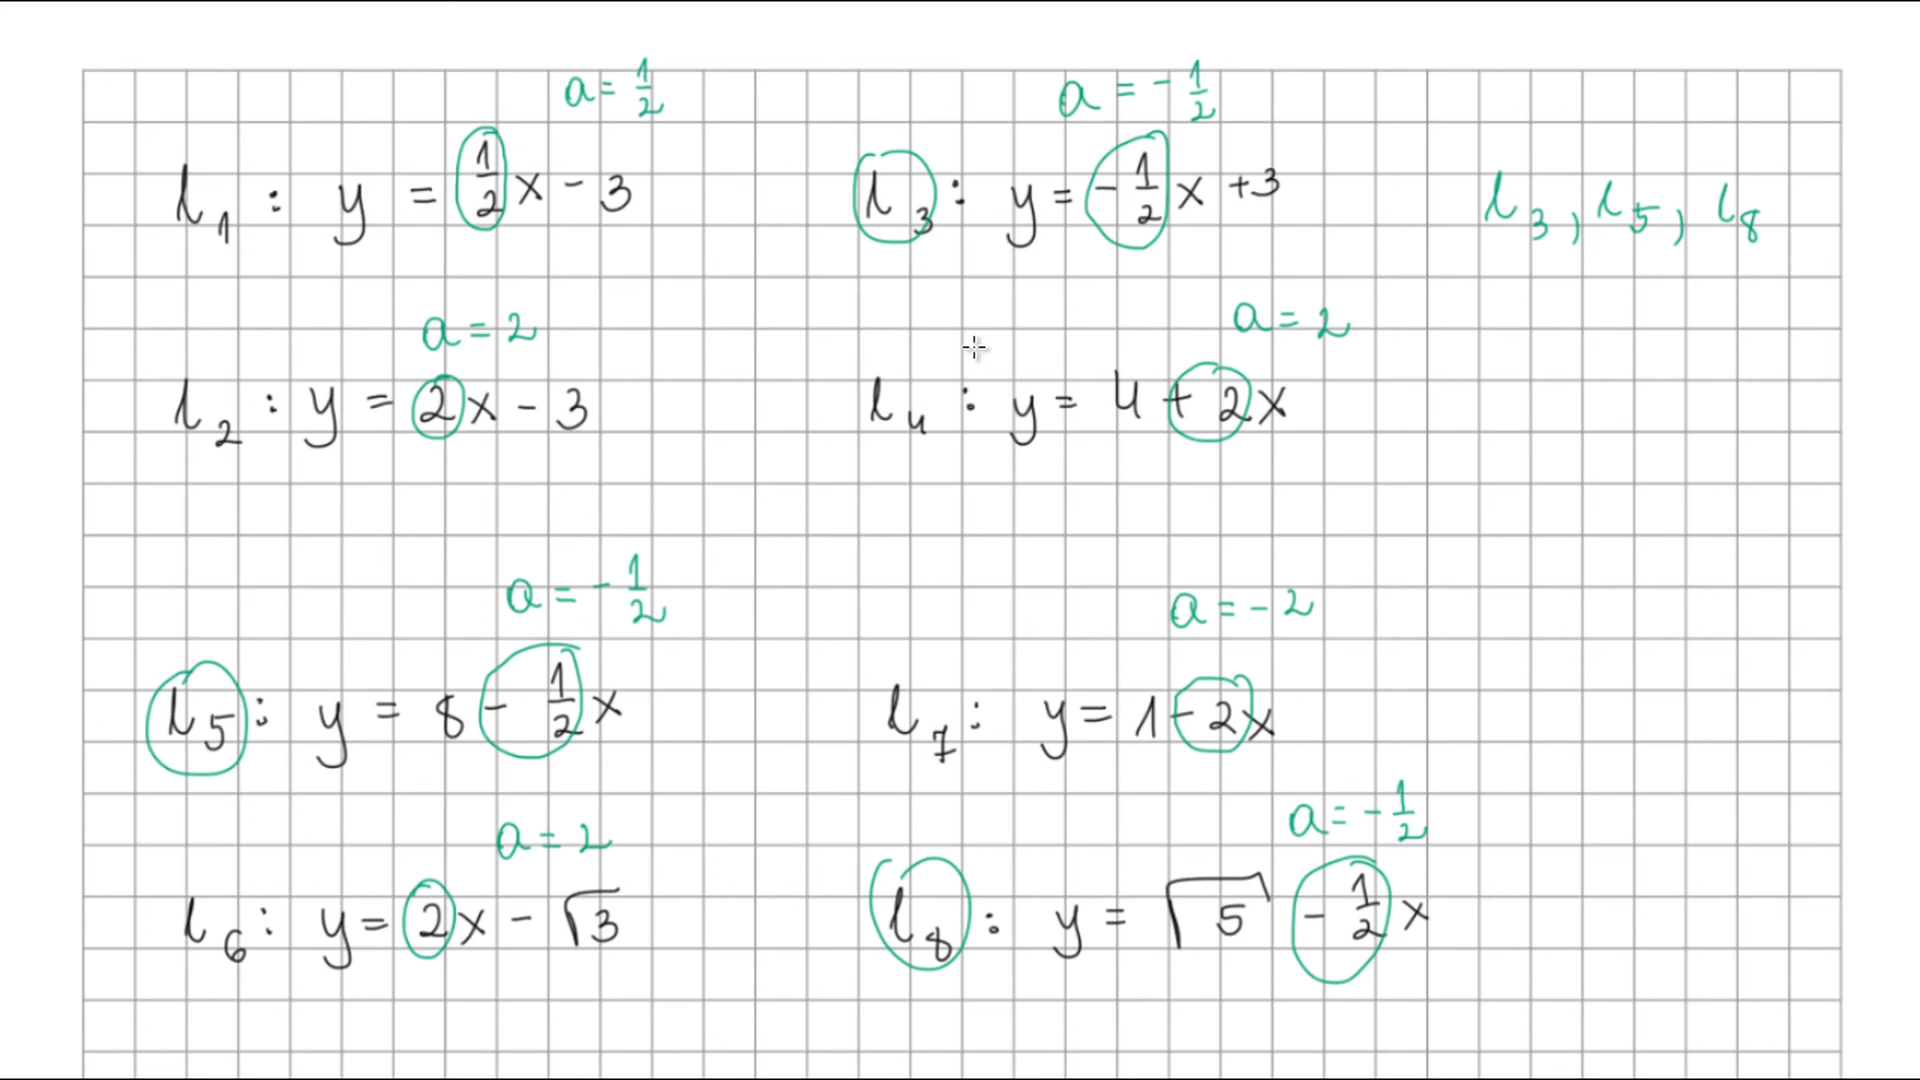 a = 1/2
a = - 1/2
l₁ : y = 1/2 x - 3
l₃ : y = - 1/2 x + 3
l₃, l₅, l₈
a = 2
a = 2
l₂ : y = 2x - 3
l₄ : y = 4 + 2x
a = - 1/2
a = - 2
l₅ : y = 8 - 1/2 x
l₇ : y = 1 - 2x
a = 2
a = - 1/2
l₆ : y = 2x - √3
l₈ : y = √5 - 1/2 x